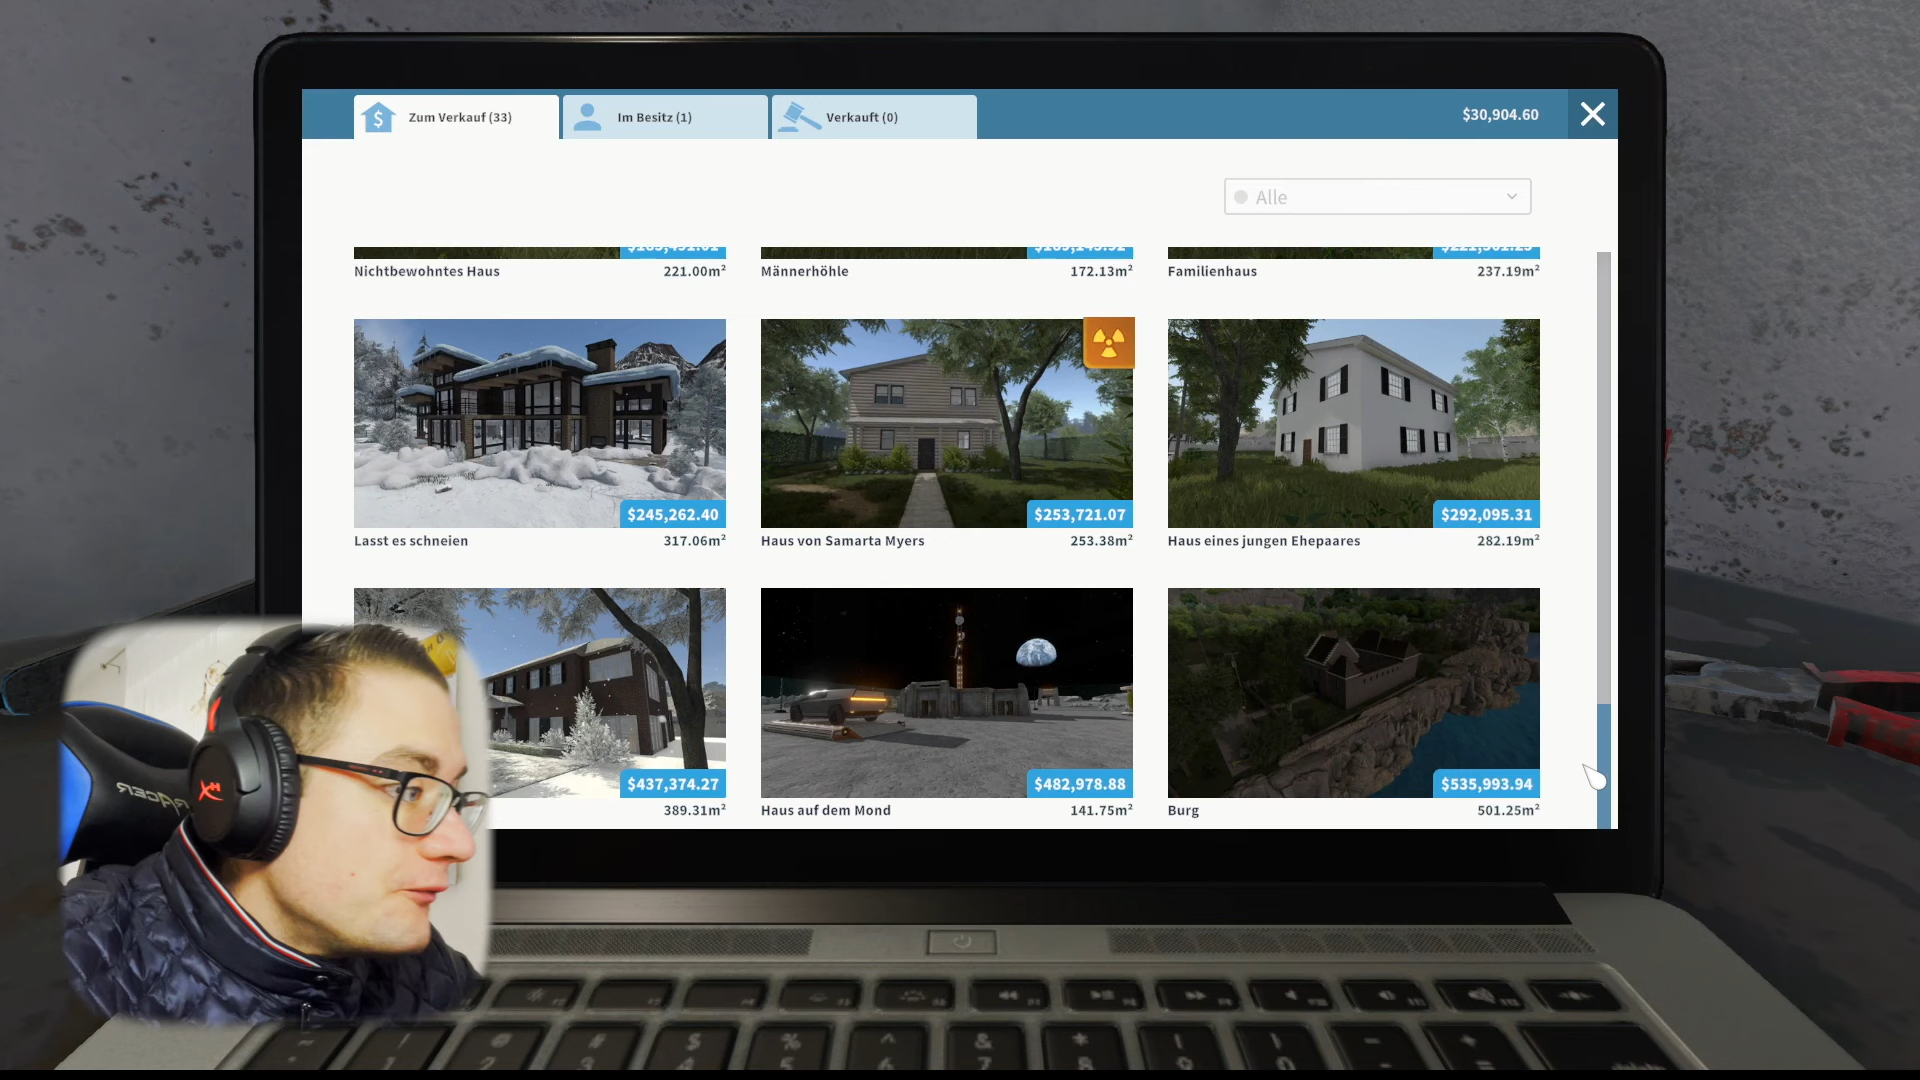 Zum Verkauf (33)
Im Besitz (1)
Verkauft (0)
$30,904.60
Alle
Nichtbewohntes Haus
221.00m²
Männerhöhle
172.13m²
Familienhaus
237.19m²
$245,262.40
$253,721.07
$292,095.31
Lasst es schneien
317.06m²
Haus von Samarta Myers
253.38m²
Haus eines jungen Ehepaares
282.19m²
$437,374.27
$482,978.88
$535,993.94
389.31m²
Haus auf dem Mond
141.75m²
Burg
501.25m²